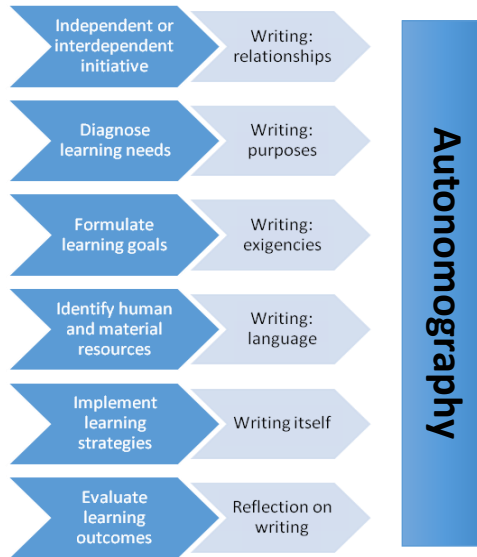 Independent or
interdependent
initiative
Writing:
relationships
Diagnose
learning needs
Writing:
purposes
Formulate
learning goals
Writing:
exigencies
Identify human
and material
resources
Writing:
language
Implement
learning
strategies
Writing itself
Evaluate
learning
outcomes
Reflection on
writing
Autonomography